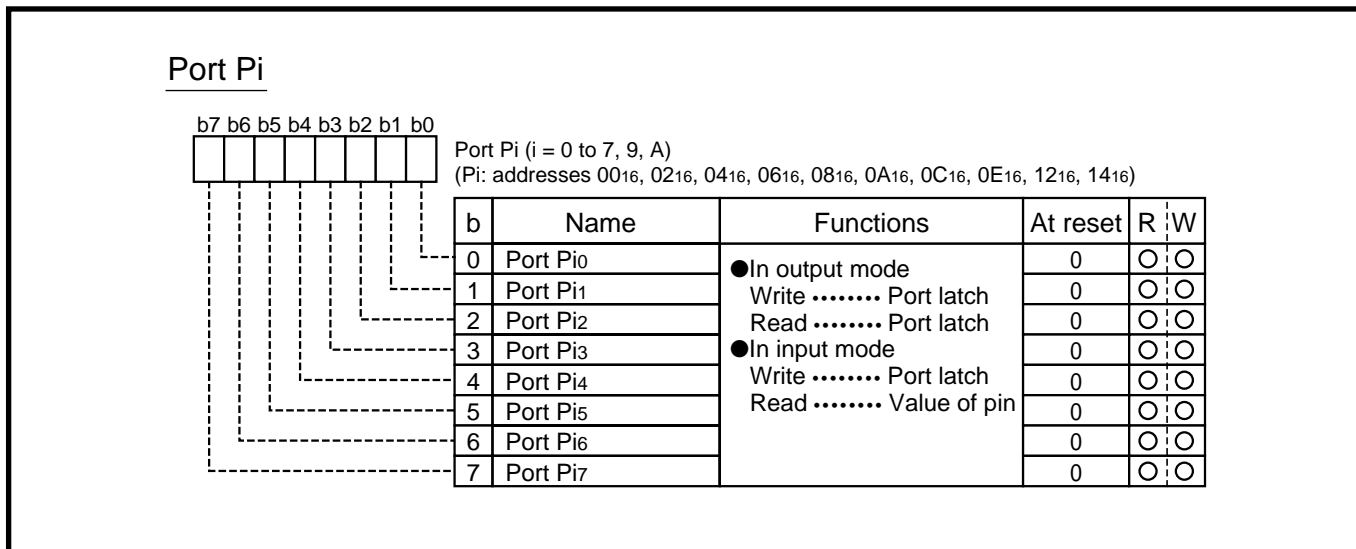 Port Pi
b7 b6 b5 b4 b3 b2 b1 b0
Port Pi (i = 0 to 7, 9, A)
(Pi: addresses 0016, 0216, 0416, 0616, 0816, 0A16, 0C16, 0E16, 1216, 1416)
b Name Functions At reset R W
0 Port Pi0 ●In output mode 0 O O
1 Port Pi1 Write •••••••• Port latch 0 O O
2 Port Pi2 Read •••••••• Port latch 0 O O
3 Port Pi3 ●In input mode 0 O O
4 Port Pi4 Write •••••••• Port latch 0 O O
5 Port Pi5 Read •••••••• Value of pin 0 O O
6 Port Pi6 0 O O
7 Port Pi7 0 O O